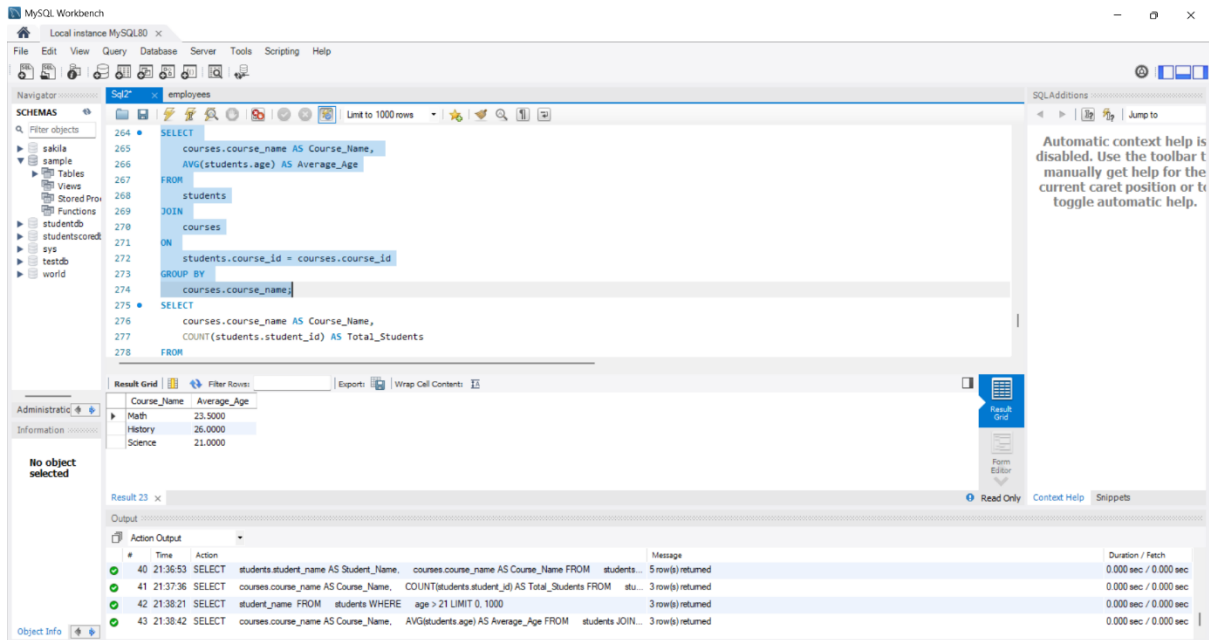 MySQL Workbench
Local instance MySQL80
File Edit View Query Database Server Tools Scripting Help
Navigator
SCHEMAS
Filter objects
sakila
sample
Tables
Views
Stored Pro
Functions
studentdb
studentscoredb
sys
testdb
world
Administratic
Information
No object
selected
Object Info
Sql2* employees
Limit to 1000 rows
264 SELECT
265 courses.course_name AS Course_Name,
266 AVG(students.age) AS Average_Age
267 FROM
268 students
269 JOIN
270 courses
271 ON
272 students.course_id = courses.course_id
273 GROUP BY
274 courses.course_name;
275 SELECT
276 courses.course_name AS Course_Name,
277 COUNT(students.student_id) AS Total_Students
278 FROM
Result Grid Filter Rows: Export: Wrap Cell Content:
Course_Name Average_Age
Math 23.5000
History 26.0000
Science 21.0000
Result
Grid
Form
Editor
Result 23 Read Only
SQLAdditions
Jump to
Automatic context help is
disabled. Use the toolbar t
manually get help for the
current caret position or to
toggle automatic help.
Context Help Snippets
Output
Action Output
# Time Action Message Duration / Fetch
40 21:36:53 SELECT students.student_name AS Student_Name, courses.course_name AS Course_Name FROM students... 5 row(s) returned 0.000 sec / 0.000 sec
41 21:37:36 SELECT courses.course_name AS Course_Name, COUNT(students.student_id) AS Total_Students FROM stu... 3 row(s) returned 0.000 sec / 0.000 sec
42 21:38:21 SELECT student_name FROM students WHERE age > 21 LIMIT 0, 1000 3 row(s) returned 0.000 sec / 0.000 sec
43 21:38:42 SELECT courses.course_name AS Course_Name, AVG(students.age) AS Average_Age FROM students JOIN... 3 row(s) returned 0.000 sec / 0.000 sec